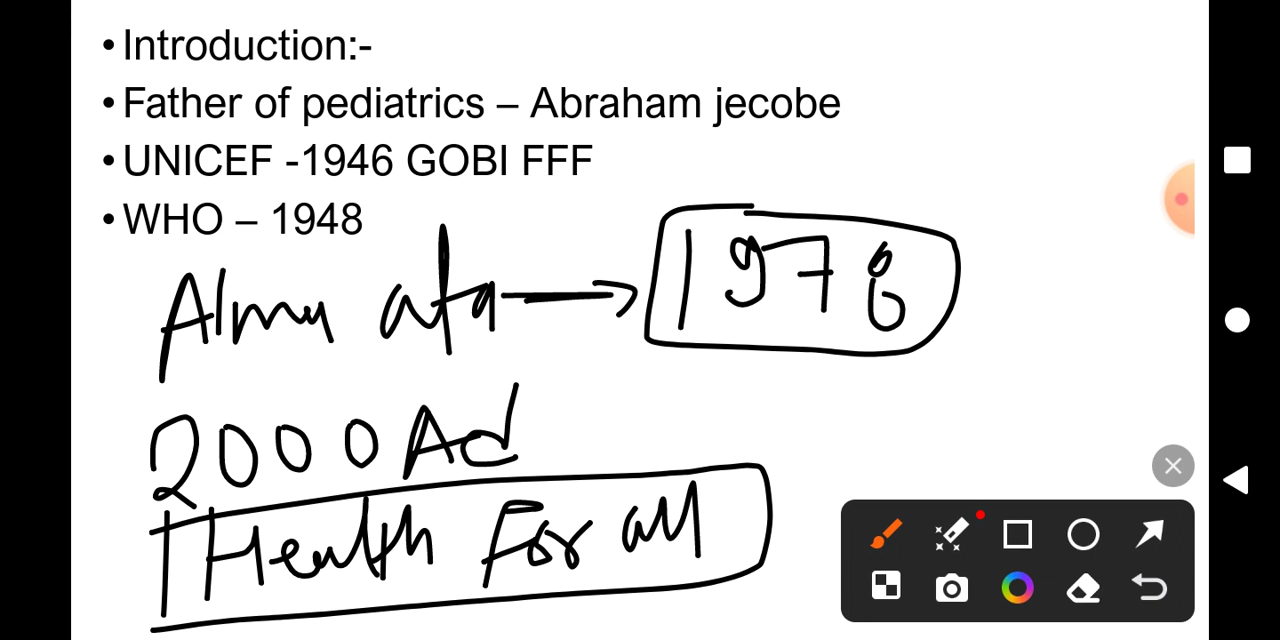 • Introduction:-
• Father of pediatrics – Abraham jecobe
• UNICEF -1946 GOBI FFF
• WHO – 1948
Alma ata → 1978
2000 Ad
Health For all